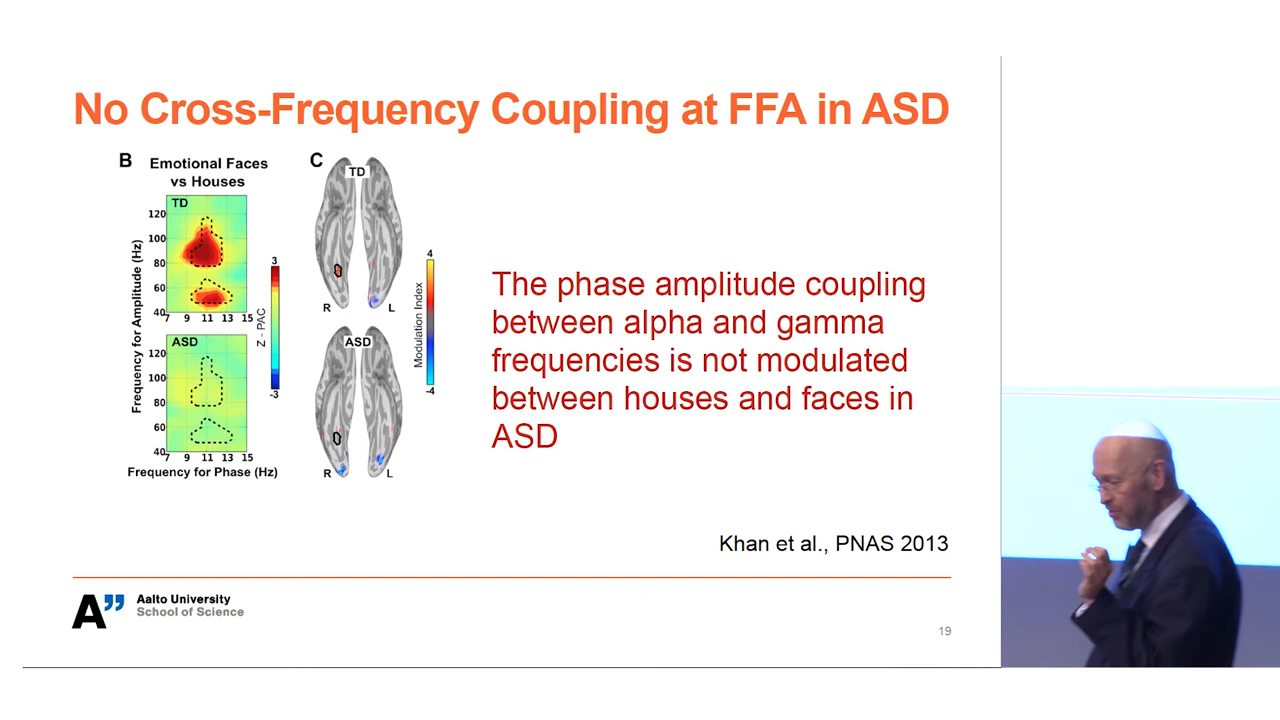 No Cross-Frequency Coupling at FFA in ASD
B Emotional Faces
vs Houses
TD
120
100
80
60
40
7 9 11 13 15
ASD
120
100
80
60
40
7 9 11 13 15
Frequency for Amplitude (Hz)
Frequency for Phase (Hz)
3
Z - PAC
-3
C
TD
R L
ASD
R L
4
Modulation Index
-4
The phase amplitude coupling
between alpha and gamma
frequencies is not modulated
between houses and faces in
ASD
Khan et al., PNAS 2013
A” Aalto University
School of Science
19